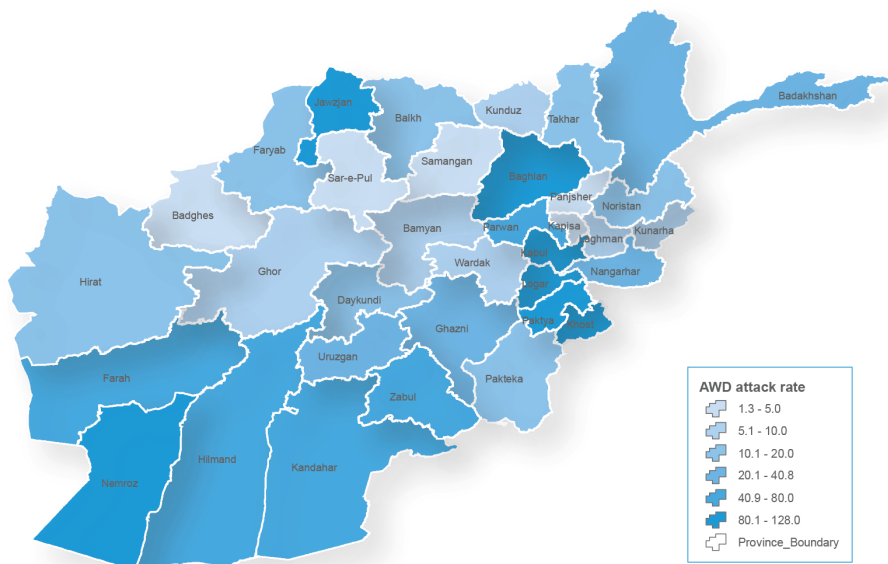 Jawzjan
Balkh
Kunduz
Badakhshan
Takhar
Faryab
Samangan
Sar-e-Pul
Baghlan
Panjsher
Noristan
Badghes
Bamyan
Parwan
Kapisa
Kunarha
Laghman
Kabul
Wardak
Ghor
Nangarhar
Hirat
Logar
Daykundi
Paktya
Khost
Ghazni
Uruzgan
Farah
Pakteka
Zabul
Hilmand
Kandahar
Nemroz
AWD attack rate
1.3 - 5.0
5.1 - 10.0
10.1 - 20.0
20.1 - 40.8
40.9 - 80.0
80.1 - 128.0
Province_Boundary